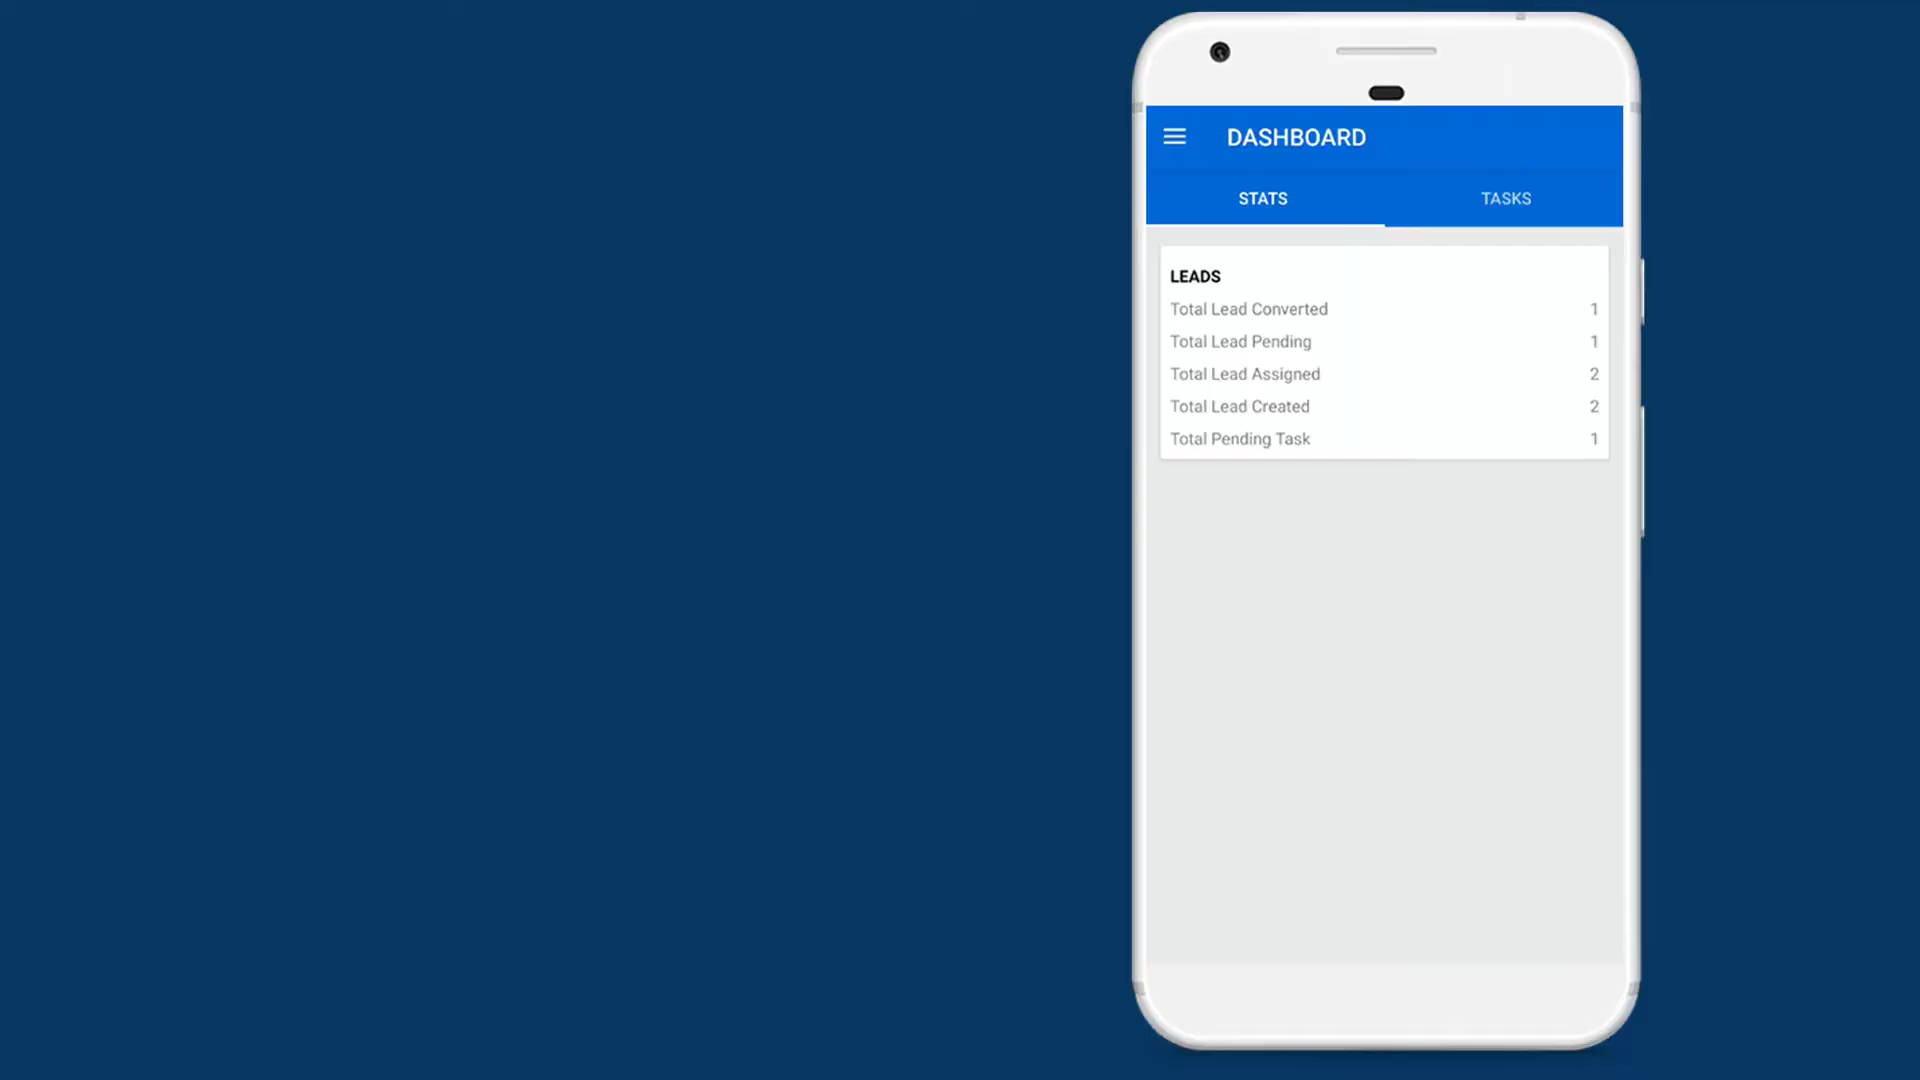 DASHBOARD
STATS TASKS
LEADS
Total Lead Converted 1
Total Lead Pending 1
Total Lead Assigned 2
Total Lead Created 2
Total Pending Task 1